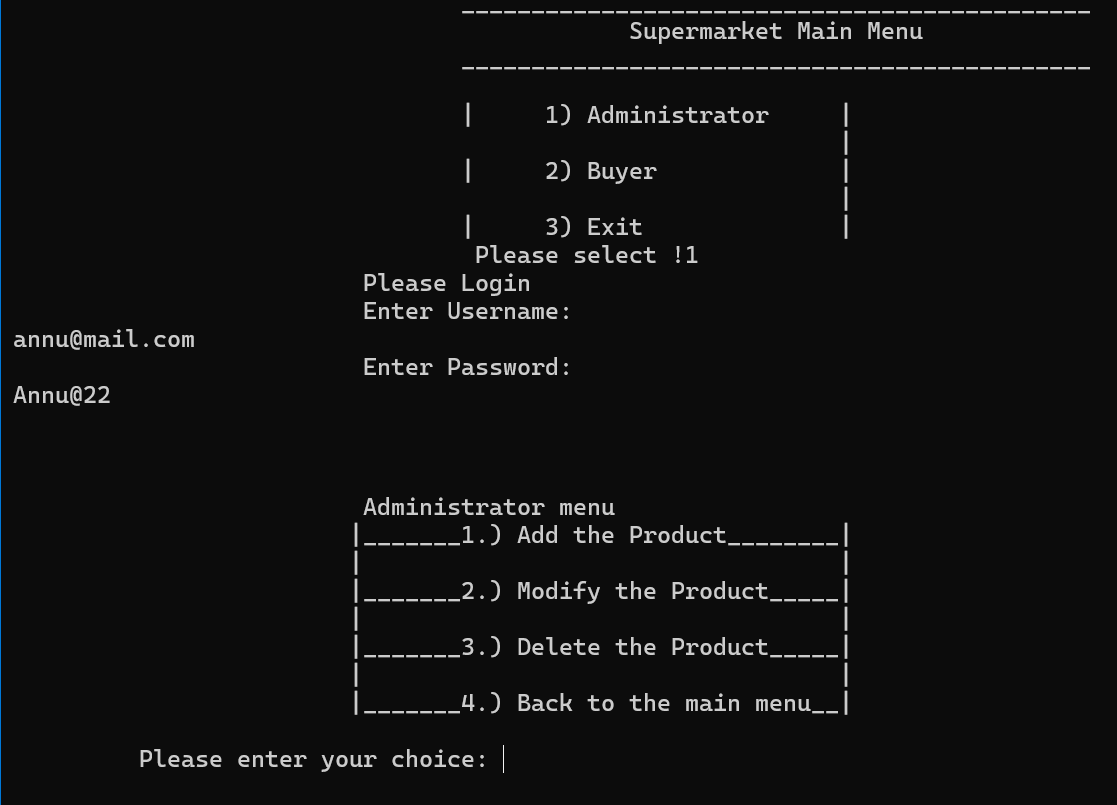 ---------------------------------------------
Supermarket Main Menu
---------------------------------------------
|     1) Administrator     |
|
|     2) Buyer             |
|
|     3) Exit              |
Please select !1
Please Login
Enter Username:
annu@mail.com
Enter Password:
Annu@22
Administrator menu
|_______1.) Add the Product________|
|                                  |
|_______2.) Modify the Product_____|
|                                  |
|_______3.) Delete the Product_____|
|                                  |
|_______4.) Back to the main menu__|
Please enter your choice: